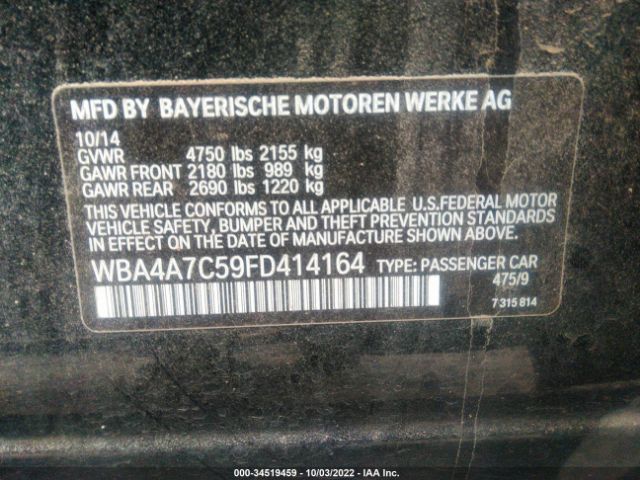 MFD BY BAYERISCHE MOTOREN WERKE AG
10/14
GVWR 4750 lbs 2155 kg
GAWR FRONT 2180 lbs 989 kg
GAWR REAR 2690 lbs 1220 kg
THIS VEHICLE CONFORMS TO ALL APPLICABLE U.S.FEDERAL MOTOR
VEHICLE SAFETY, BUMPER AND THEFT PREVENTION STANDARDS
IN EFFECT ON THE DATE OF MANUFACTURE SHOWN ABOVE.
WBA4A7C59FD414164 TYPE: PASSENGER CAR
475/9
7 315 814
000-34519459 - 10/03/2022 - IAA Inc.